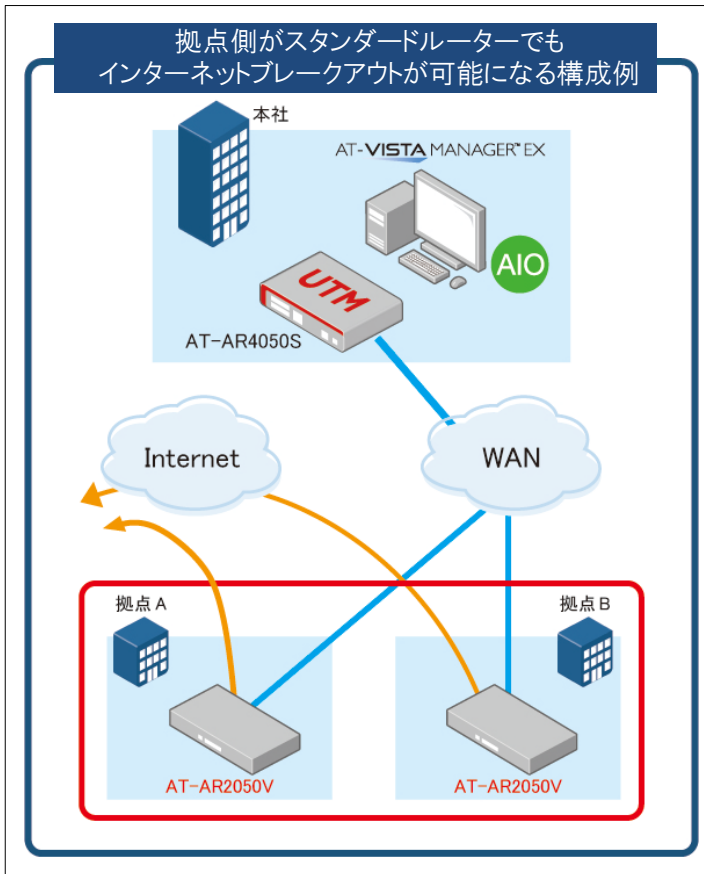 拠点側がスタンダードルーターでも
インターネットブレークアウトが可能になる構成例
本社
AT-VISTA MANAGER™ EX
AIO
UTM
AT-AR4050S
Internet
WAN
拠点 A
拠点 B
AT-AR2050V
AT-AR2050V